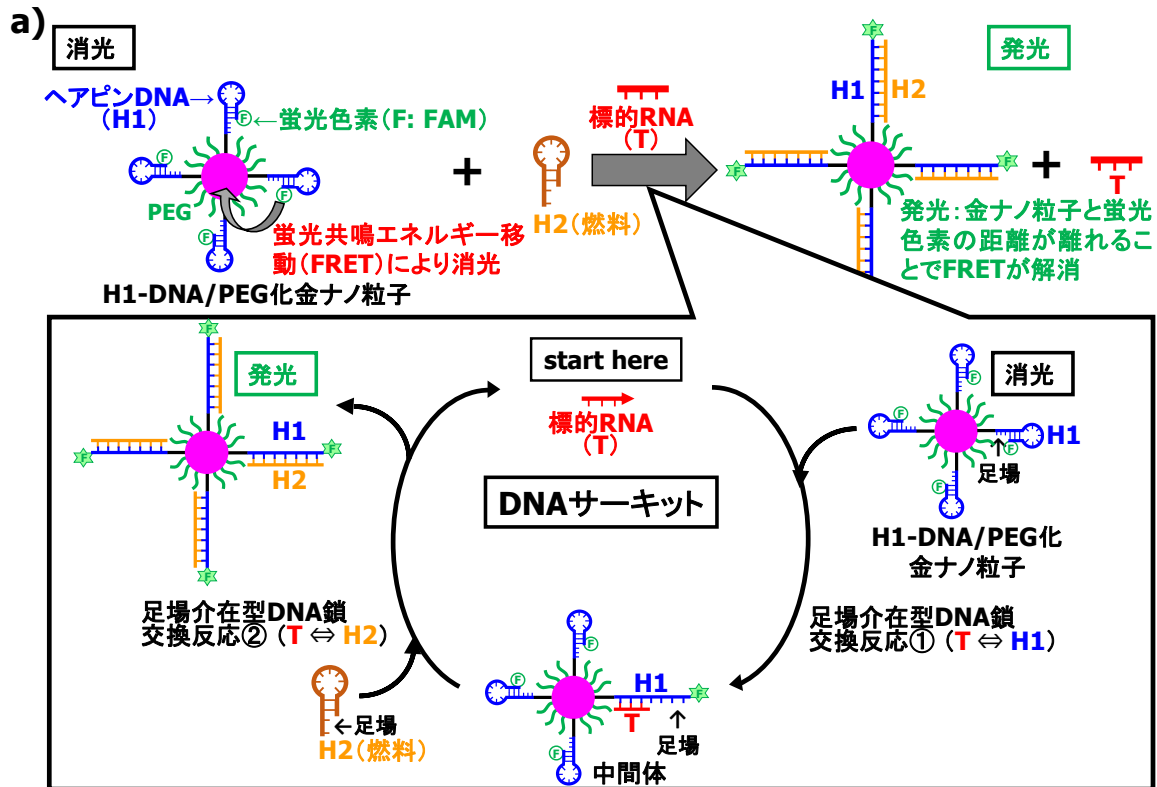 a)
消光
ヘアピンDNA→
(H1)
F
←蛍光色素(F: FAM)
F
F
F
PEG
蛍光共鳴エネルギー移
動(FRET)により消光
H1-DNA/PEG化金ナノ粒子
+
H2(燃料)
標的RNA
(T)
発光
F
H1
H2
F
F
+
T
発光：金ナノ粒子と蛍光
色素の距離が離れるこ
とでFRETが解消
発光
F
H1
F
F
H2
F
start here
標的RNA
(T)
消光
F
F
F
F
H1
↑
足場
H1-DNA/PEG化
金ナノ粒子
DNAサーキット
足場介在型DNA鎖
交換反応② (T ⇔ H2)
足場介在型DNA鎖
交換反応① (T ⇔ H1)
←足場
H2(燃料)
F
F
F
H1
F
T
↑
足場
中間体